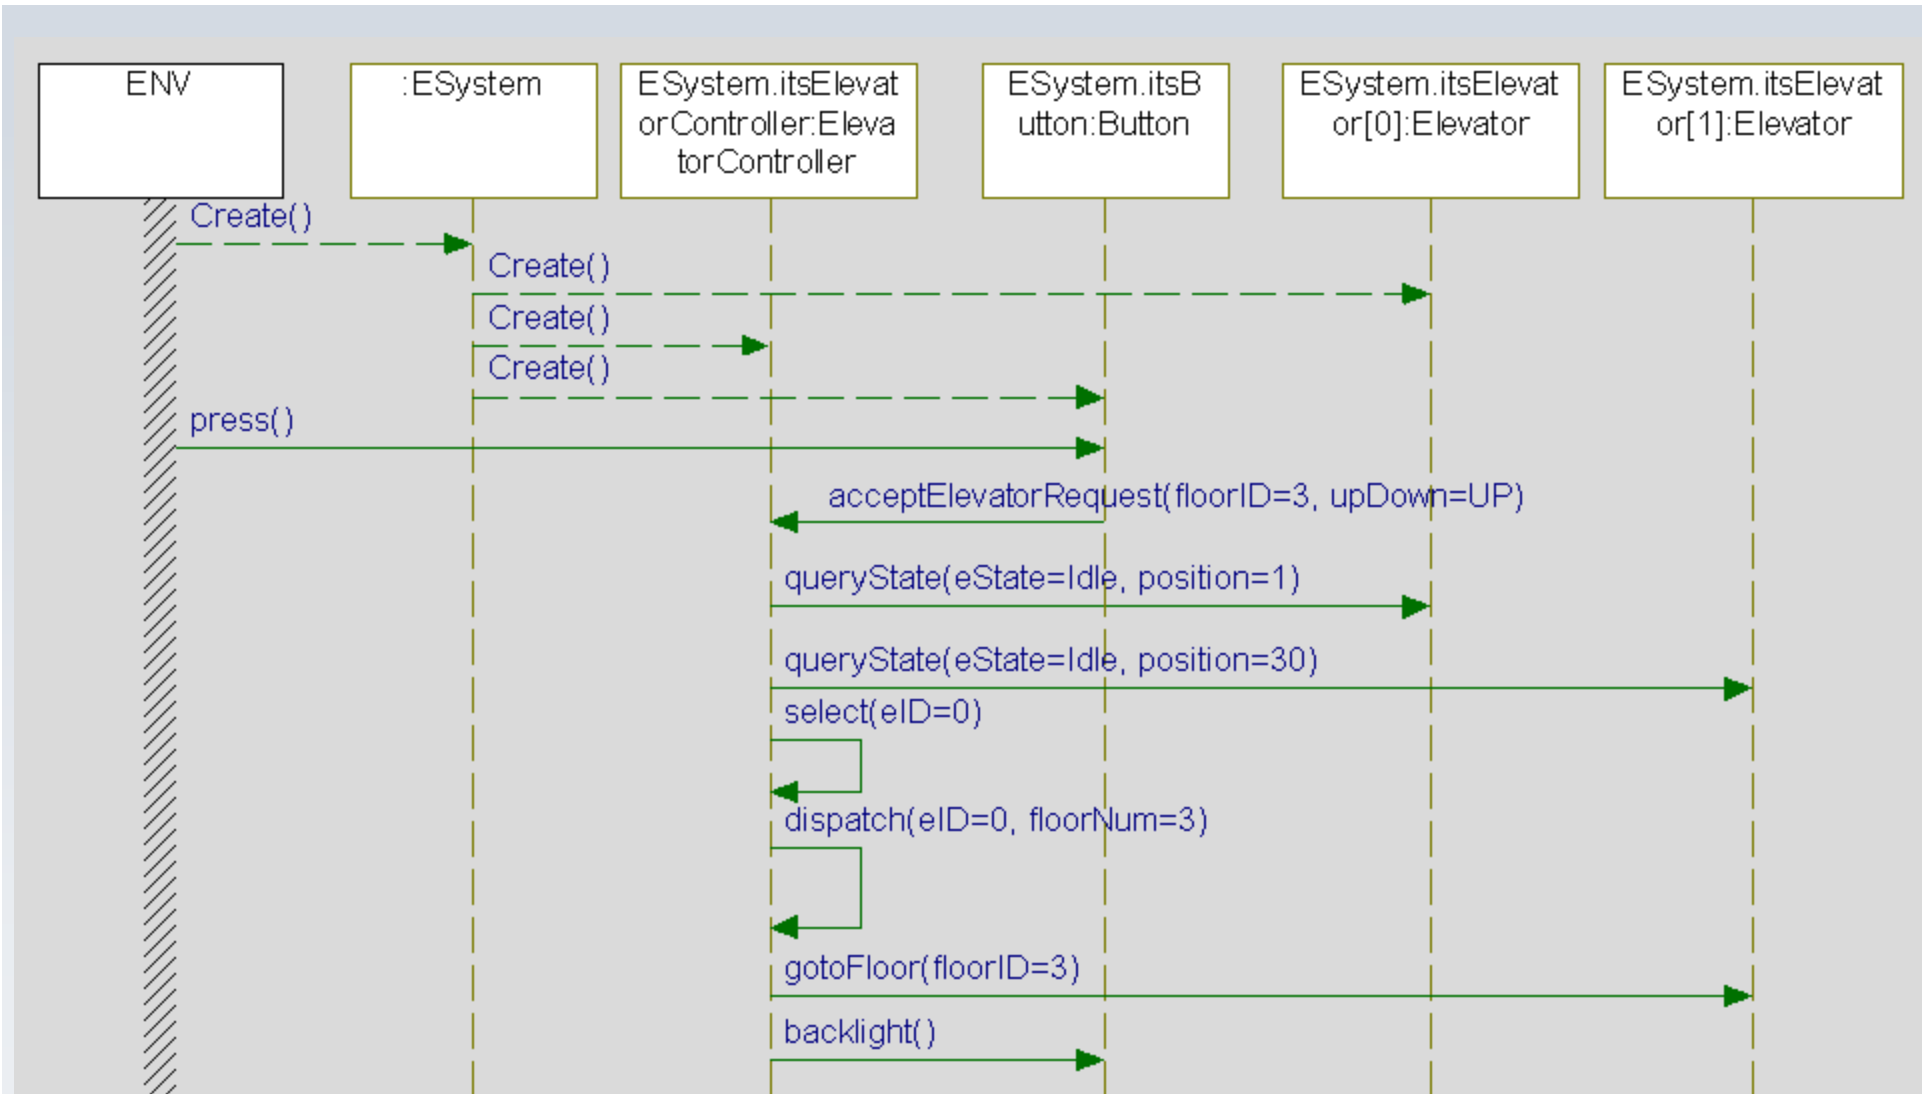 ENV
:ESystem
ESystem.itsElevat
orController:Eleva
torController
ESystem.itsB
utton:Button
ESystem.itsElevat
or[0]:Elevator
ESystem.itsElevat
or[1]:Elevator
Create()
Create()
Create()
Create()
press()
acceptElevatorRequest(floorID=3, upDown=UP)
queryState(eState=Idle, position=1)
queryState(eState=Idle, position=30)
select(eID=0)
dispatch(eID=0, floorNum=3)
gotoFloor(floorID=3)
backlight()